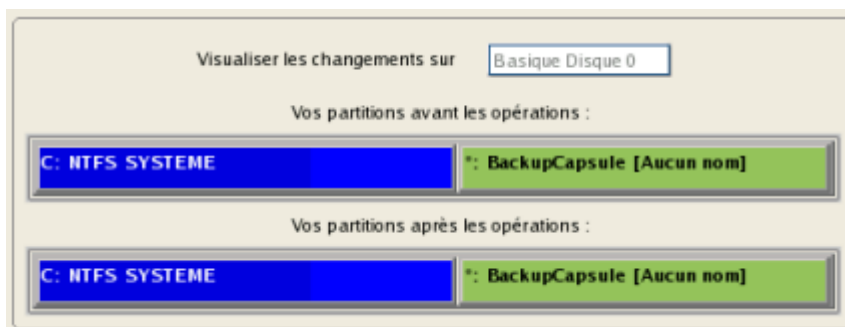 Visualiser les changements sur Basique Disque 0
Vos partitions avant les opérations :
C: NTFS SYSTEME *: BackupCapsule [Aucun nom]
Vos partitions après les opérations :
C: NTFS SYSTEME *: BackupCapsule [Aucun nom]